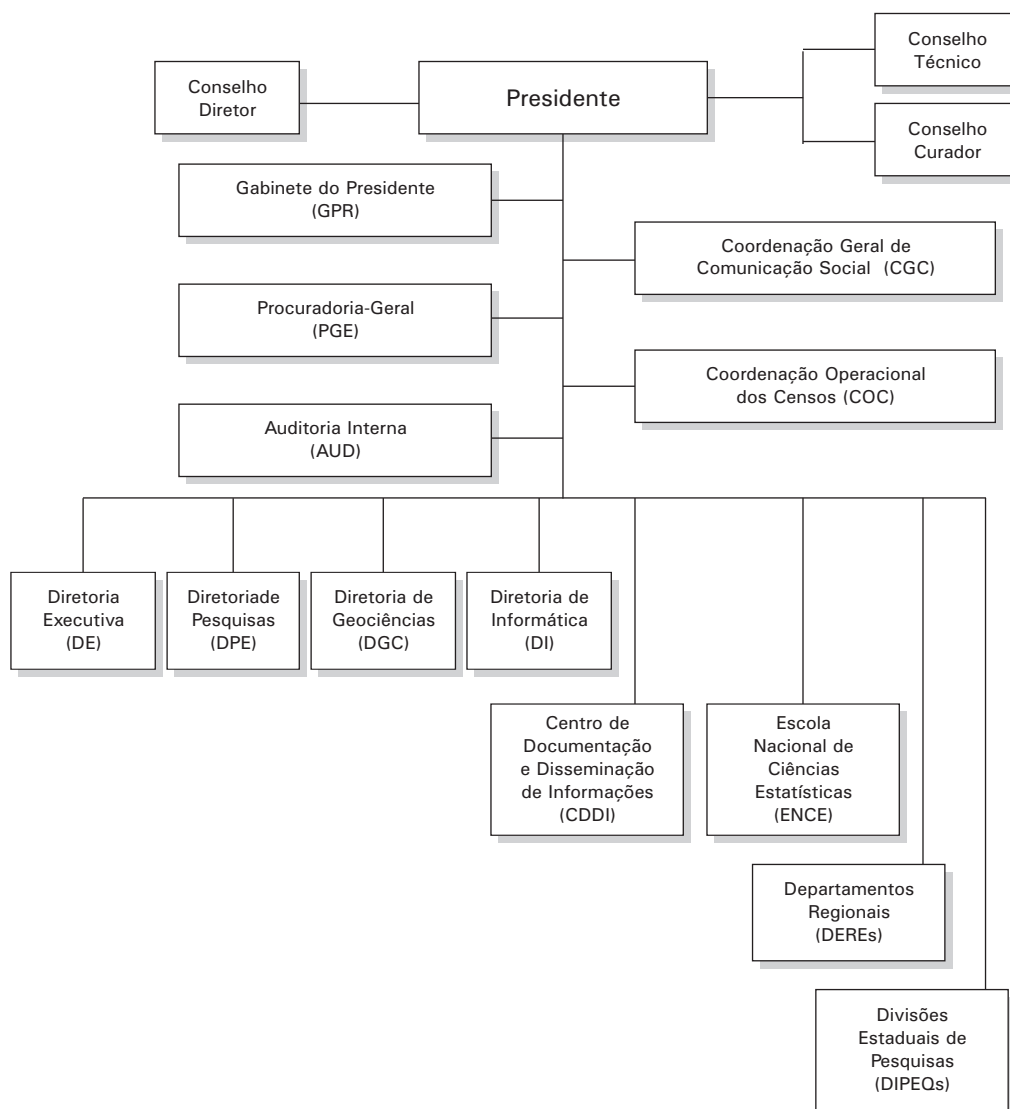 Conselho
Técnico
Conselho
Diretor
Presidente
Conselho
Curador
Gabinete do Presidente
(GPR)
Coordenação Geral de
Comunicação Social (CGC)
Procuradoria-Geral
(PGE)
Coordenação Operacional
dos Censos (COC)
Auditoria Interna
(AUD)
Diretoria
Executiva
(DE)
Diretoriade
Pesquisas
(DPE)
Diretoria de
Geociências
(DGC)
Diretoria de
Informática
(DI)
Centro de
Documentação
e Disseminação
de Informações
(CDDI)
Escola
Nacional de
Ciências
Estatísticas
(ENCE)
Departamentos
Regionais
(DEREs)
Divisões
Estaduais de
Pesquisas
(DIPEQs)